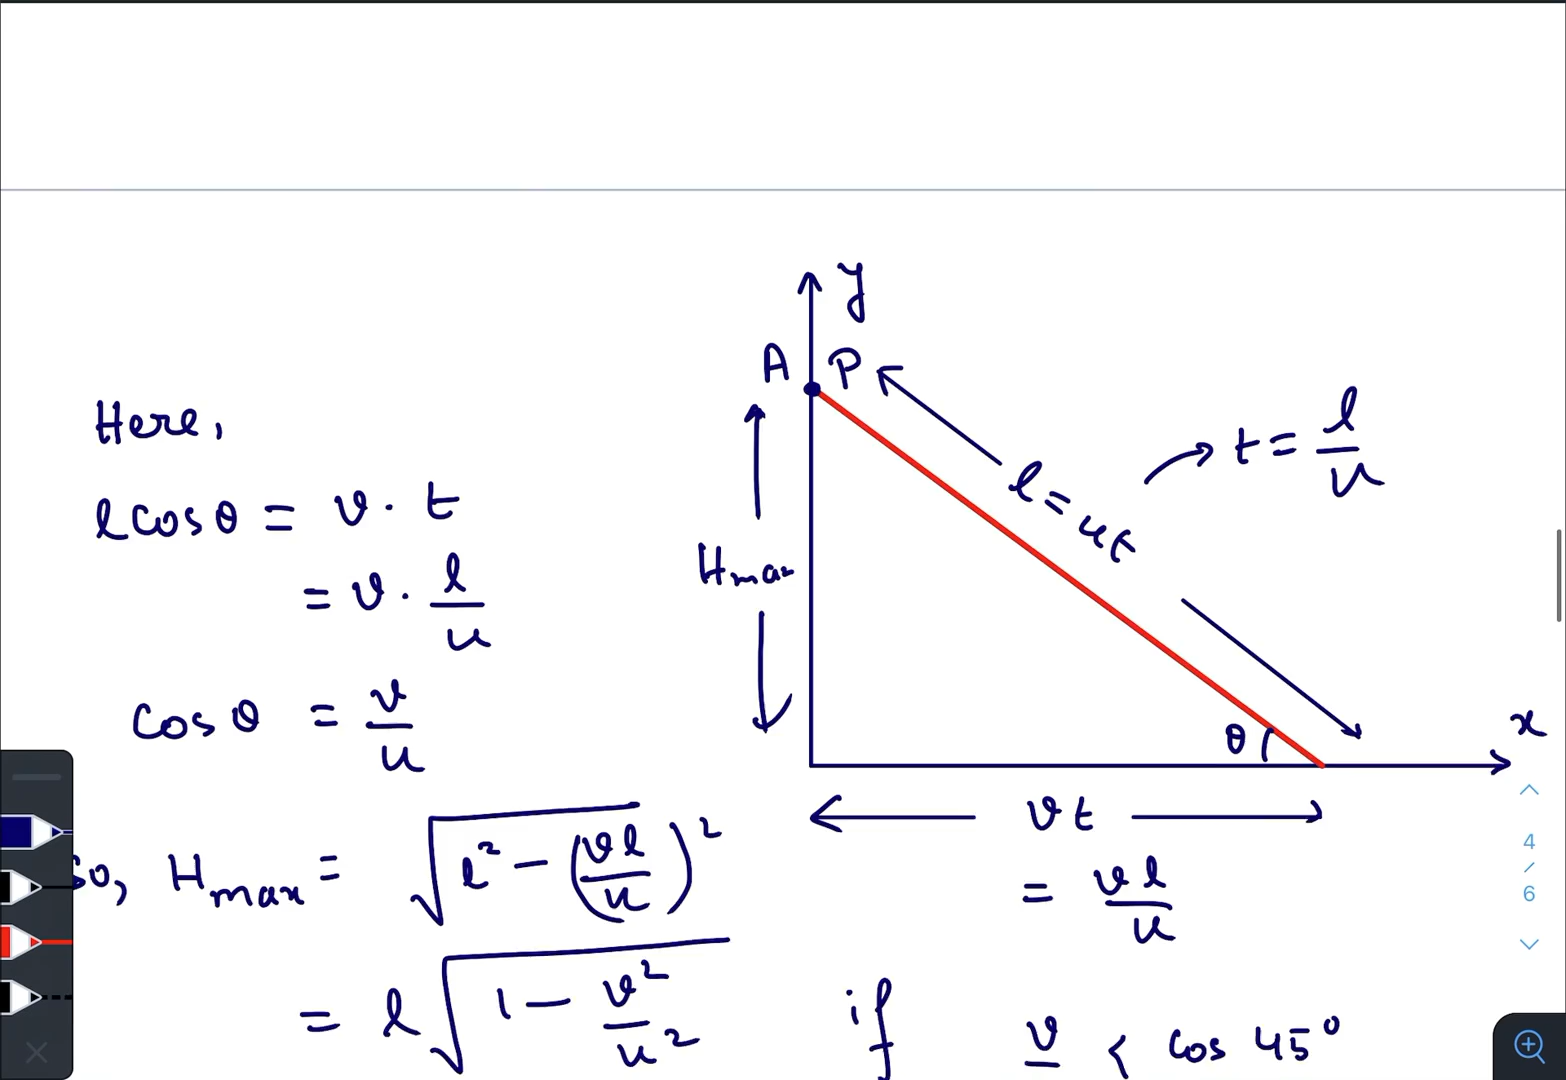 y
A P
Here,
l cos θ = v · t
= v · l/u
cos θ = v/u
so, Hmax = √(l² − (vl/u)²)
= l √(1 − v²/u²)
Hmax
l = ut
t = l/u
θ
x
vt
= vl/u
if v < cos 45°
4
/
6